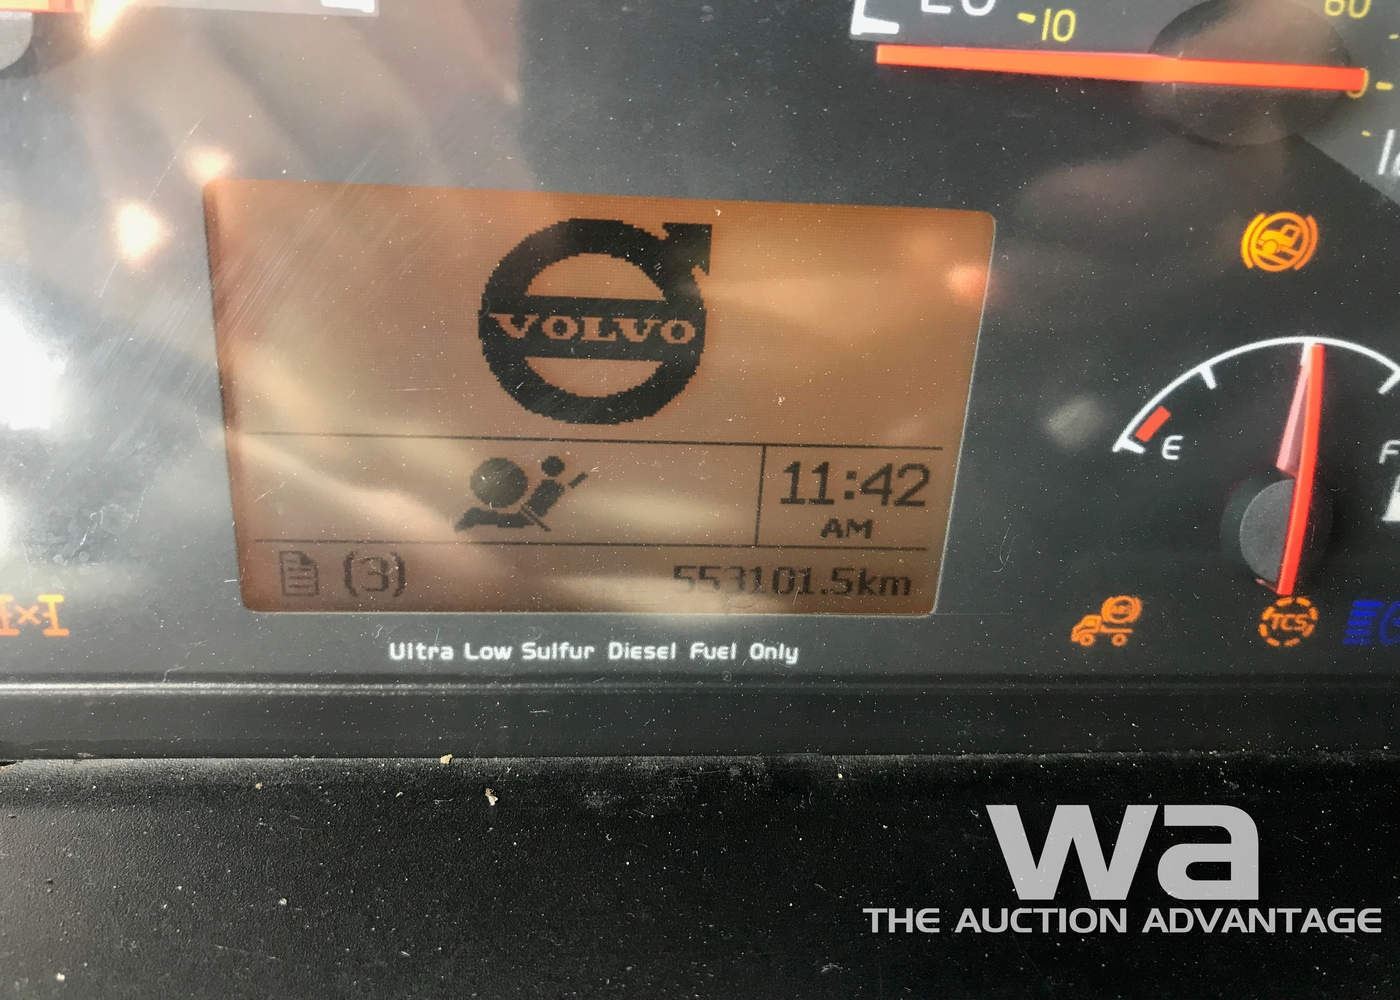 -10
60
VOLVO
E
F
11:42
AM
(3)
553101.5km
TCS
Ultra Low Sulfur Diesel Fuel Only
wa
THE AUCTION ADVANTAGE